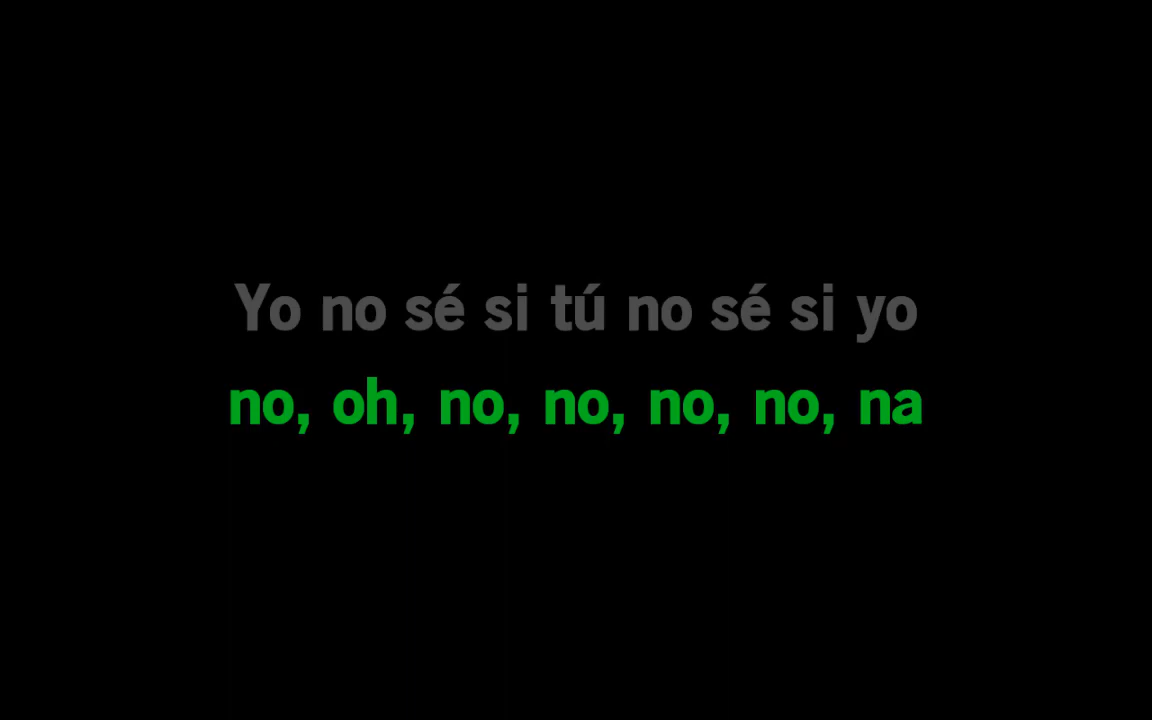 Yo no sé si tú no sé si yo
no, oh, no, no, no, no, na